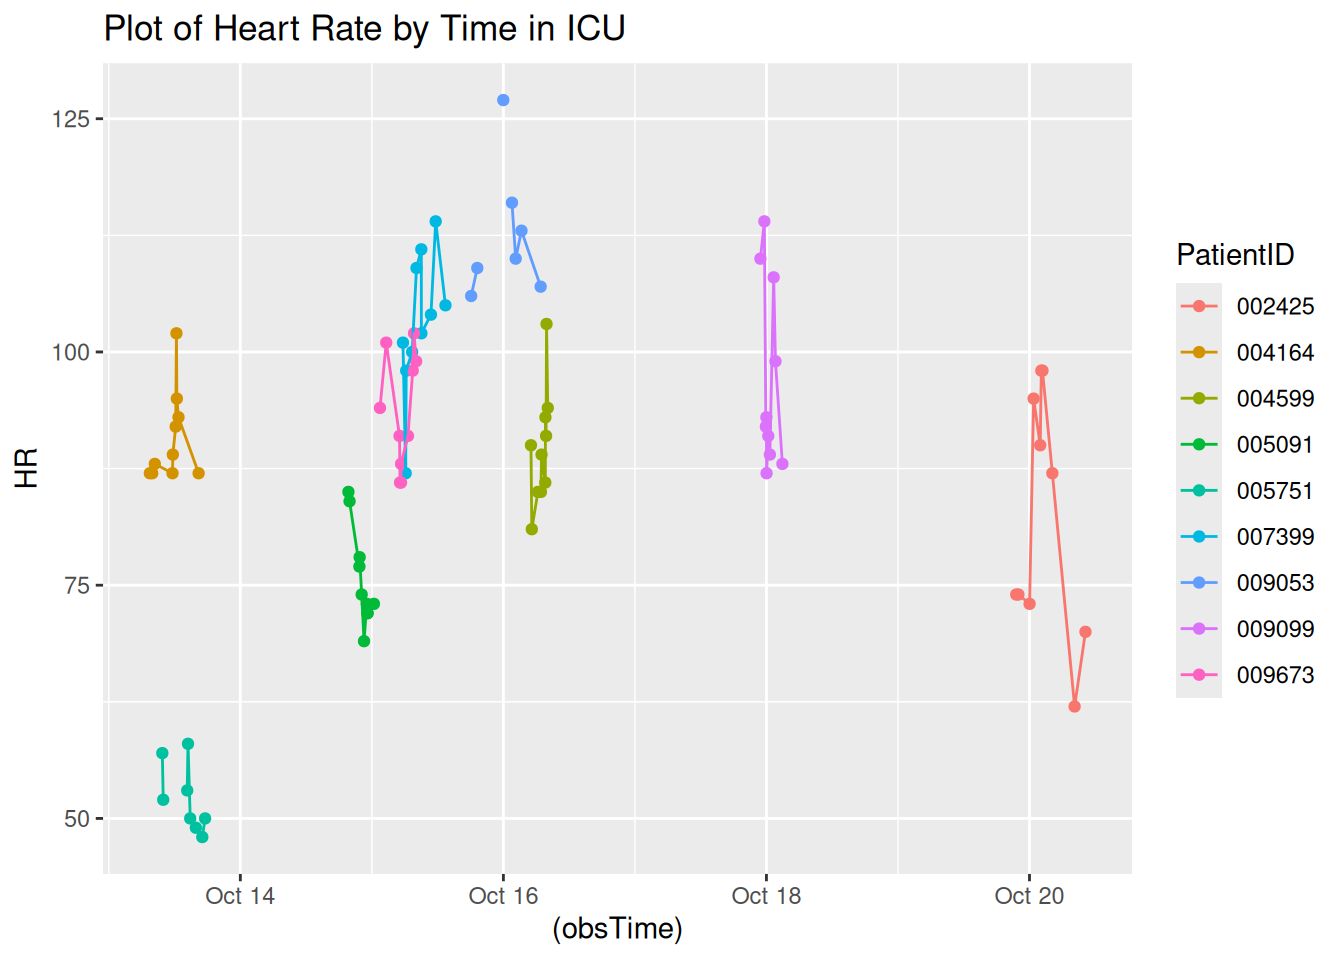 Plot of Heart Rate by Time in ICU
HR
125
100
75
50
Oct 14
Oct 16
Oct 18
Oct 20
(obsTime)
PatientID
002425
004164
004599
005091
005751
007399
009053
009099
009673